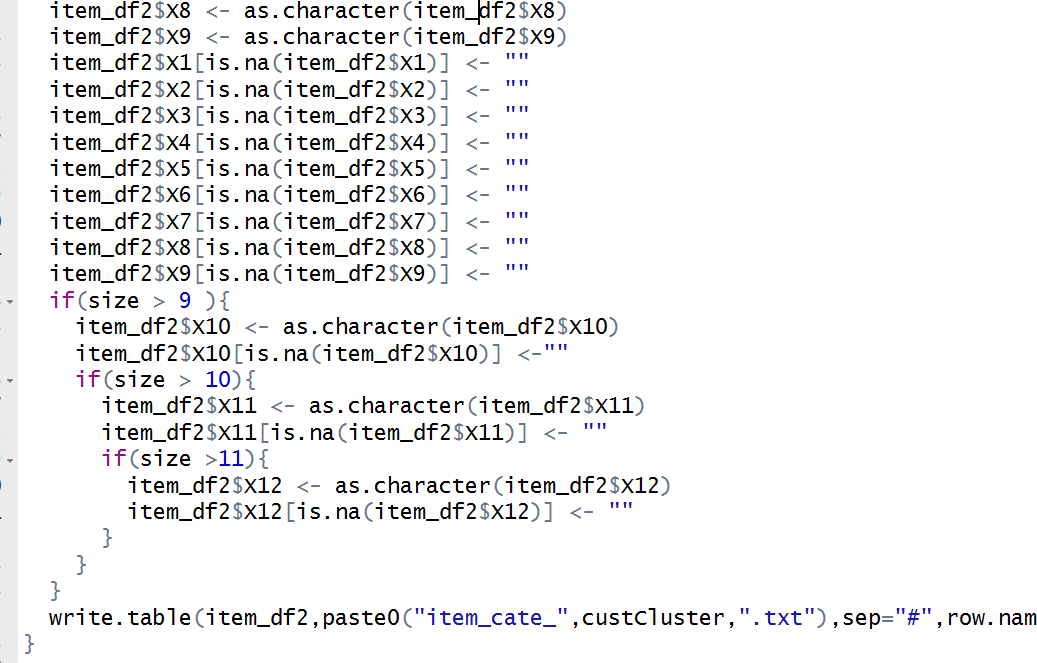 item_df2$X8 <- as.character(item_df2$X8)
item_df2$X9 <- as.character(item_df2$X9)
item_df2$X1[is.na(item_df2$X1)] <- ""
item_df2$X2[is.na(item_df2$X2)] <- ""
item_df2$X3[is.na(item_df2$X3)] <- ""
item_df2$X4[is.na(item_df2$X4)] <- ""
item_df2$X5[is.na(item_df2$X5)] <- ""
item_df2$X6[is.na(item_df2$X6)] <- ""
item_df2$X7[is.na(item_df2$X7)] <- ""
item_df2$X8[is.na(item_df2$X8)] <- ""
item_df2$X9[is.na(item_df2$X9)] <- ""
if(size > 9 ){
item_df2$X10 <- as.character(item_df2$X10)
item_df2$X10[is.na(item_df2$X10)] <-""
if(size > 10){
item_df2$X11 <- as.character(item_df2$X11)
item_df2$X11[is.na(item_df2$X11)] <- ""
if(size >11){
item_df2$X12 <- as.character(item_df2$X12)
item_df2$X12[is.na(item_df2$X12)] <- ""
}
}
}
write.table(item_df2,paste0("item_cate_",custCluster,".txt"),sep="#",row.nam
}